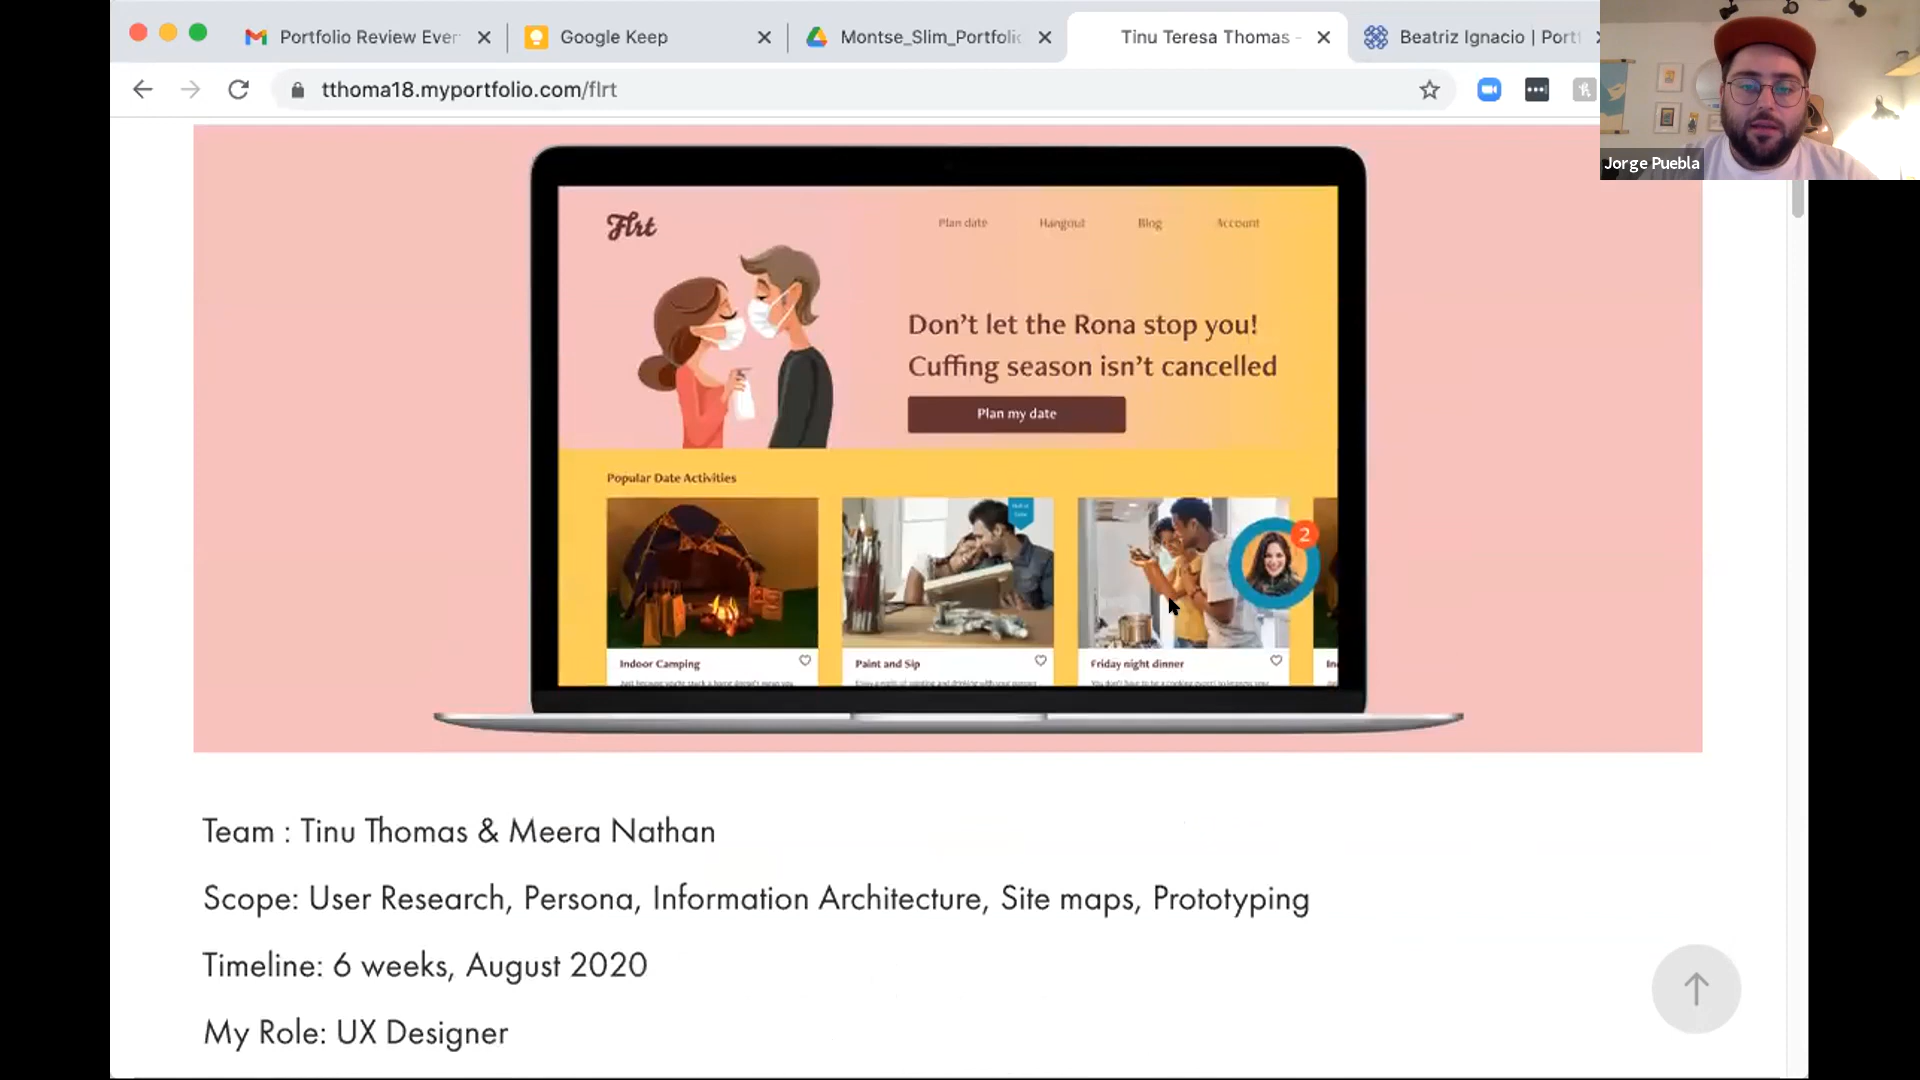 Portfolio Review Ever
Google Keep
Montse_Slim_Portfolio
Tinu Teresa Thomas -
Beatriz Ignacio | Portf
tthoma18.myportfolio.com/flrt
Jorge Puebla
Flrt
Plan date
Hangout
Blog
Account
Don't let the Rona stop you!
Cuffing season isn't cancelled
Plan my date
Popular Date Activities
2
Indoor Camping
Paint and Sip
Friday night dinner
Team : Tinu Thomas & Meera Nathan
Scope: User Research, Persona, Information Architecture, Site maps, Prototyping
Timeline: 6 weeks, August 2020
My Role: UX Designer